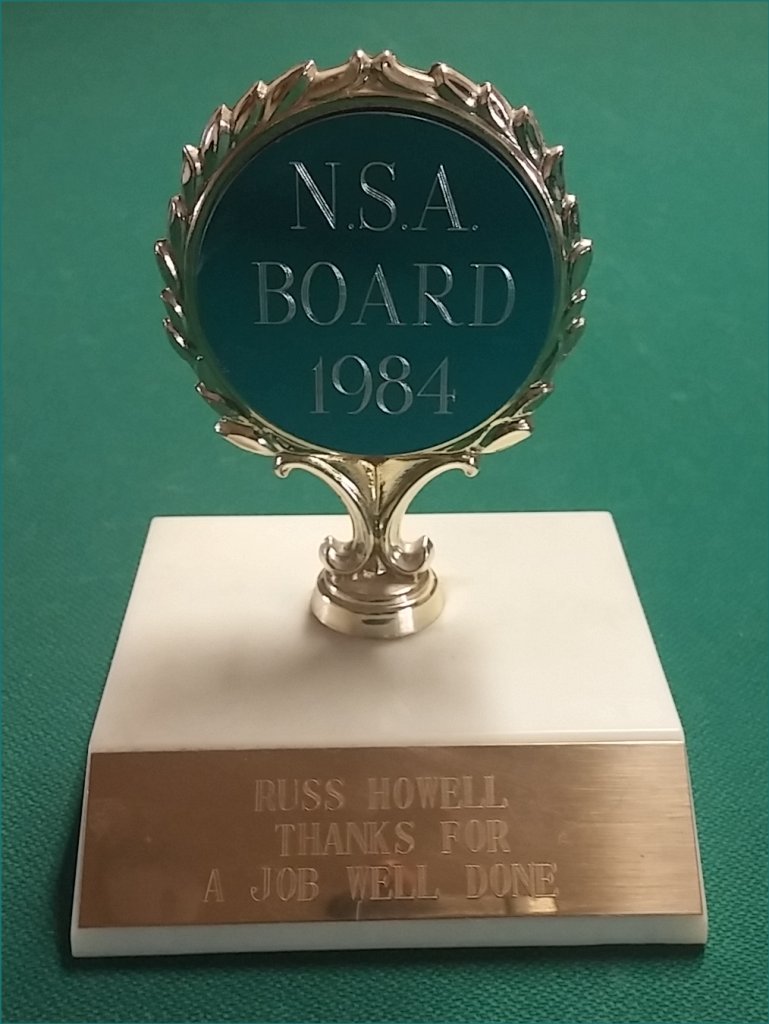 N.S.A.
BOARD
1984
RUSS HOWELL
THANKS FOR
A JOB WELL DONE